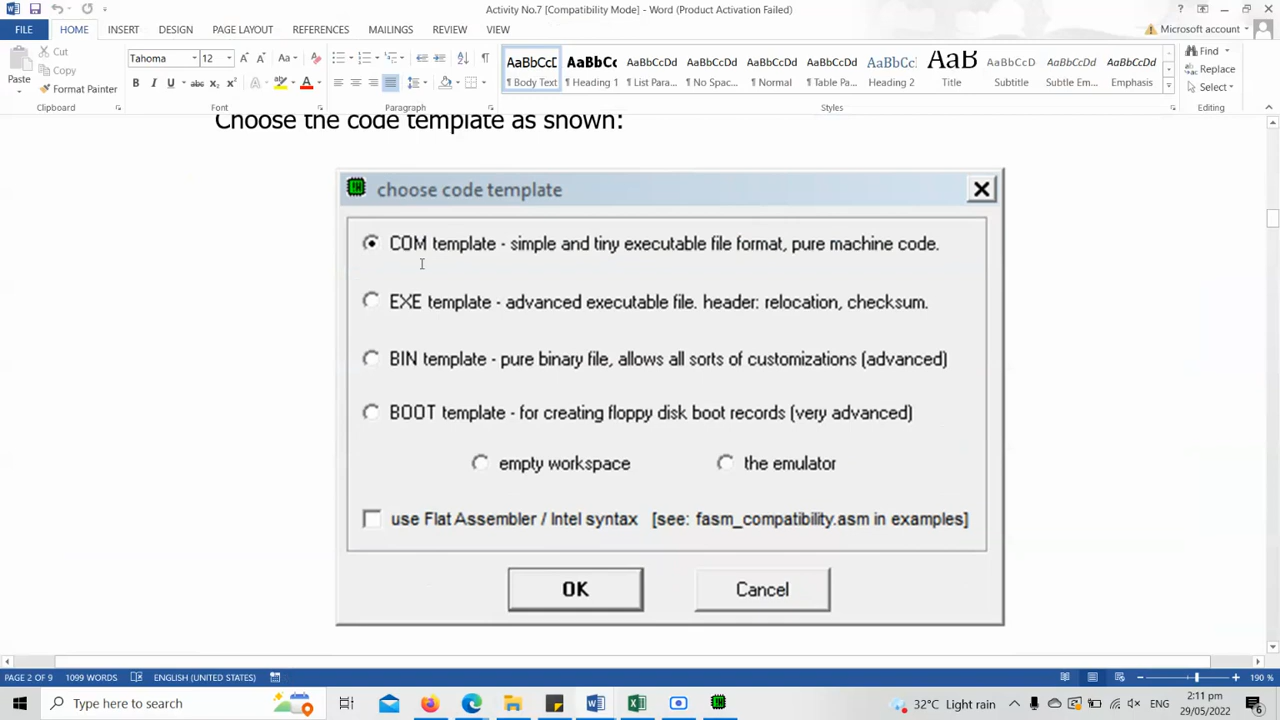 Activity No.7 [Compatibility Mode] - Word (Product Activation Failed)
FILE HOME INSERT DESIGN PAGE LAYOUT REFERENCES MAILINGS REVIEW VIEW Microsoft account
Paste
Cut
Copy
Format Painter
Tahoma 12
AaBbCcD AaBbCc AaBbCcDd AaBbCcDd AaBbCcDd AaBbCcDd AaBbCcDd AaB AaBbCcDd AaBbCcDd AaBbCcDd
¶ Body Text ¶ Heading 1 ¶ List Para... ¶ No Spac... ¶ Normal ¶ Table Pa... Heading 2 Title Subtitle Subtle Em... Emphasis
Find
Replace
Select
Clipboard Font Paragraph Styles Editing
Choose the code template as shown:
choose code template
COM template - simple and tiny executable file format, pure machine code.
EXE template - advanced executable file. header: relocation, checksum.
BIN template - pure binary file, allows all sorts of customizations (advanced)
BOOT template - for creating floppy disk boot records (very advanced)
empty workspace the emulator
use Flat Assembler / Intel syntax [see: fasm_compatibility.asm in examples]
OK Cancel
PAGE 2 OF 9 1099 WORDS ENGLISH (UNITED STATES) 190 %
Type here to search
32°C Light rain
2:11 pm
29/05/2022
6